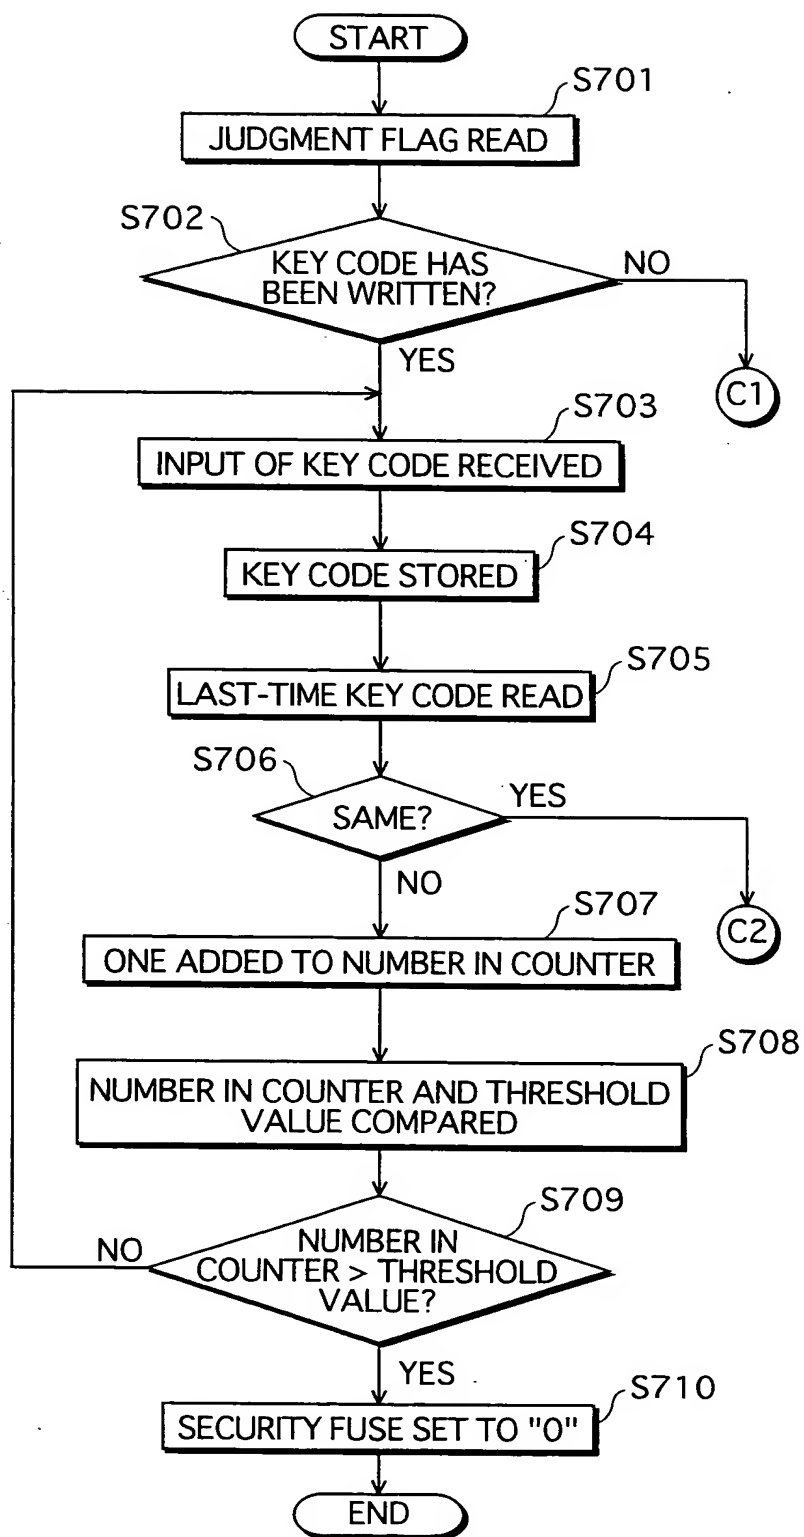 START
S701
JUDGMENT FLAG READ
S702
KEY CODE HAS
BEEN WRITTEN?
NO
YES
C1
S703
INPUT OF KEY CODE RECEIVED
S704
KEY CODE STORED
S705
LAST-TIME KEY CODE READ
S706
SAME?
YES
NO
C2
S707
ONE ADDED TO NUMBER IN COUNTER
S708
NUMBER IN COUNTER AND THRESHOLD
VALUE COMPARED
S709
NUMBER IN
COUNTER > THRESHOLD
VALUE?
NO
YES
S710
SECURITY FUSE SET TO "0"
END